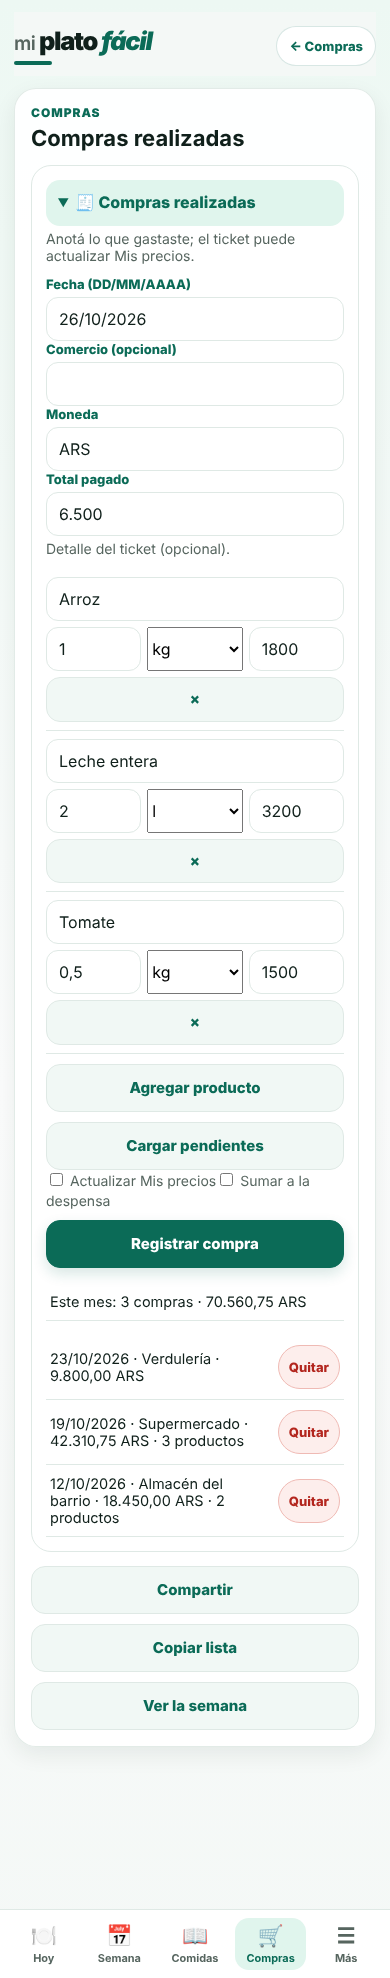 mi plato fácil
← Compras
COMPRAS
Compras realizadas
▼ 🧾 Compras realizadas
Anotá lo que gastaste; el ticket puede
actualizar Mis precios.
Fecha (DD/MM/AAAA)
26/10/2026
Comercio (opcional)
Moneda
ARS
Total pagado
6.500
Detalle del ticket (opcional).
Arroz
1 kg 1800
×
Leche entera
2 l 3200
×
Tomate
0,5 kg 1500
×
Agregar producto
Cargar pendientes
Actualizar Mis precios Sumar a la
despensa
Registrar compra
Este mes: 3 compras · 70.560,75 ARS
23/10/2026 · Verdulería ·
9.800,00 ARS
Quitar
19/10/2026 · Supermercado ·
42.310,75 ARS · 3 productos
Quitar
12/10/2026 · Almacén del
barrio · 18.450,00 ARS · 2
productos
Quitar
Compartir
Copiar lista
Ver la semana
Hoy Semana Comidas Compras Más